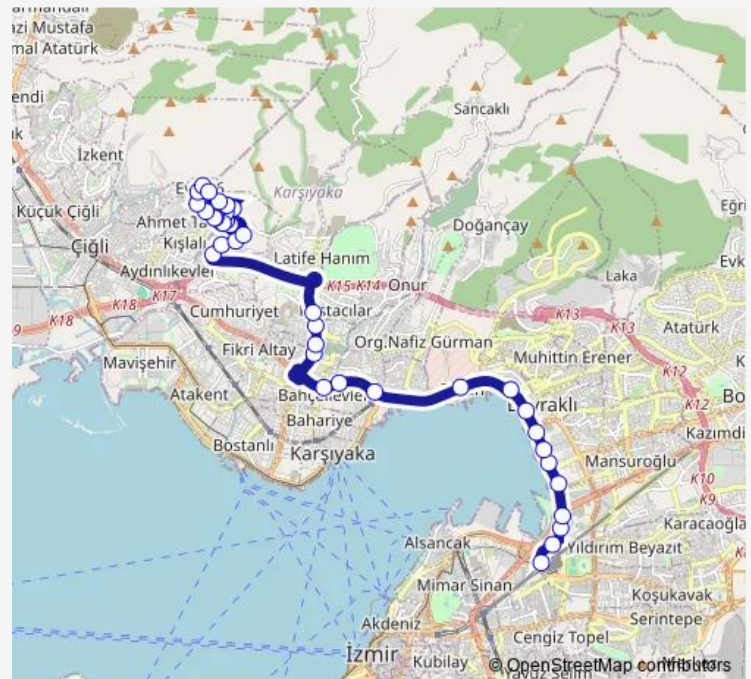 azi Mustafa
mal Atatürk
endi
İzkent
Sancaklı
Küçük Çiğli
Karşıyaka
Eğri
Ahmet Ta
Doğançay
Çiğli
Kışlalı
Evk
Aydınlıkevler
Latife Hanım
Laka
K15 K14 Onur
K17
K18
K18
K13
K13
Cumhuriyet
Atatürk
Org.Nafiz Gürman
Mavişehir
Fikri Altay
Muhittin Erener
K12
Atakent
Bahçelievler
Bo
K12
Bahariye
Bostanlı
Karşıyaka
Kazımdi
Mansuroğlu
K10
K9
Karacaoğla
Alsancak
Yıldırım Beyazıt
Mimar Sinan
Koşukavak
Akdeniz
Serintepe
Cengiz Topel
İzmir
Kubilay
© OpenStreetMap contributors